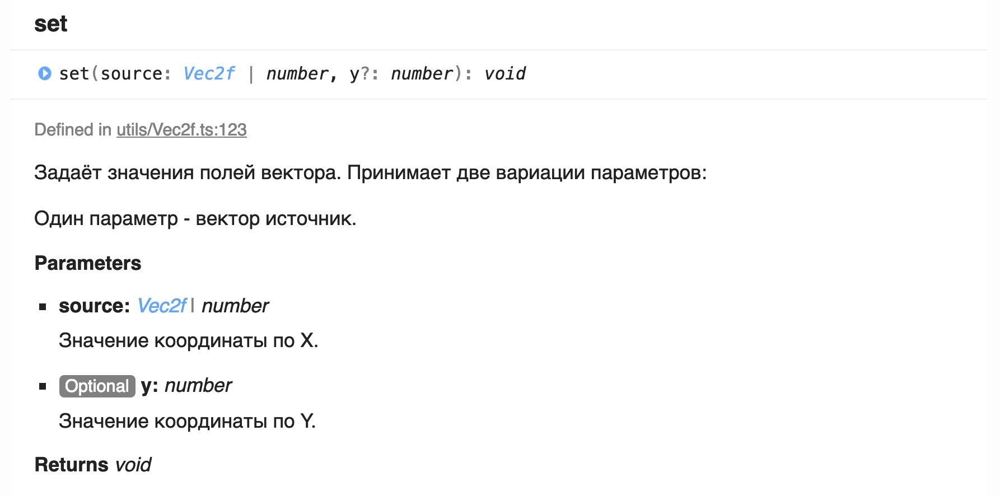 set
set(source: Vec2f | number, y?: number): void
Defined in utils/Vec2f.ts:123
Задаёт значения полей вектора. Принимает две вариации параметров:
Один параметр - вектор источник.
Parameters
source: Vec2f | number
Значение координаты по X.
Optional y: number
Значение координаты по Y.
Returns void